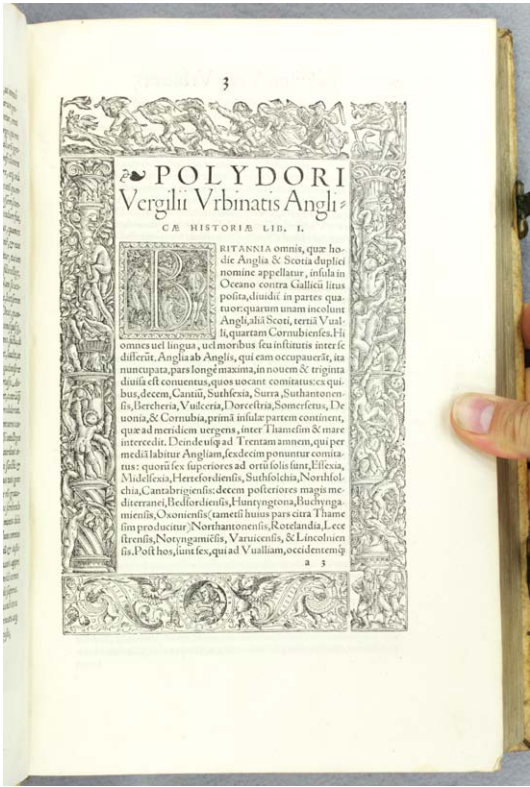 3
POLYDORI
Vergilii Vrbinatis Angli⸗
CÆ HISTORIÆ LIB. I.
BRITANNIA omnis, quæ ho
die Anglia & Scotia duplici
nomine appellatur, insula in
Oceano contra Gallicũ litus
posita, diuidiť in partes qua
tuor: quarum unam incolunt
Angli, aliã Scoti, tertiã Vual⸗
li, quartam Cornubienses. Hi
omnes uel lingua, uel moribus seu institutis inter se
differũt. Anglia ab Anglis, qui eam occupauerãt, ita
nuncupata, pars longè maxima, in nouem & triginta
diuisa est conuentus, quos uocant comitatus: ex qui⸗
bus, decem, Cantiũ, Suthsexia, Surra, Suthantonen⸗
sis, Bercheria, Vuilceria, Dorcestria, Somersetus, De
uonia, & Cornubia, primã insulæ partem continent,
quæ ad meridiem uergens, inter Thamesim & mare
intercedit. Deinde usq; ad Trentam amnem, qui per
mediã labitur Angliam, sexdecim ponuntur comita⸗
tus: quorũ sex superiores ad ortũ solis sunt, Essexia,
Midelsexia, Hertefordiensis, Suthfolchia, Northfol⸗
chia, Cantabrigiensis: decem posteriores magis me⸗
diterranei, Bedfordiensis, Huntyngtona, Buchynga⸗
miensis, Oxoniensis (tametsi huius pars citra Thame
sim producitur) Northantonensis, Rotelandia, Lece
strensis, Notyngamiẽsis, Varuicensis, & Lincolnien
sis. Post hos, sunt sex, qui ad Vualliam, occidentemq;
a 3